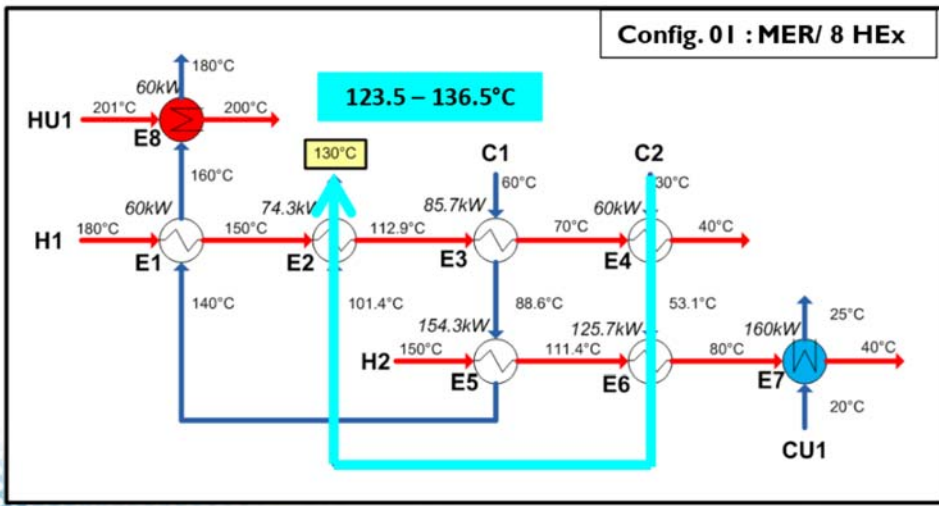 Config. 01 : MER/ 8 HEx
180°C
60kW
123.5 – 136.5°C
201°C
200°C
HU1
E8
130°C
C1
C2
160°C
60°C
30°C
60kW
74.3kW
85.7kW
60kW
180°C
150°C
112.9°C
70°C
40°C
H1
E1
E2
E3
E4
140°C
101.4°C
88.6°C
53.1°C
25°C
154.3kW
125.7kW
160kW
150°C
111.4°C
80°C
40°C
H2
E5
E6
E7
20°C
CU1